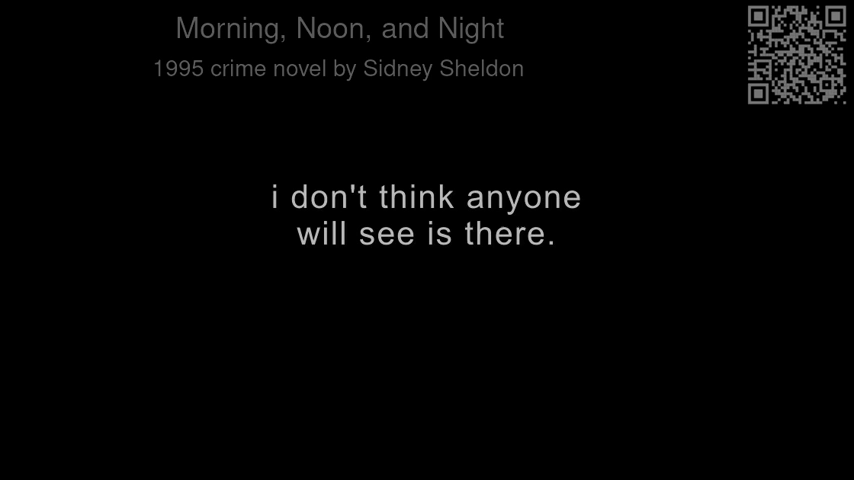 Morning, Noon, and Night
1995 crime novel by Sidney Sheldon
i don't think anyone
will see is there.